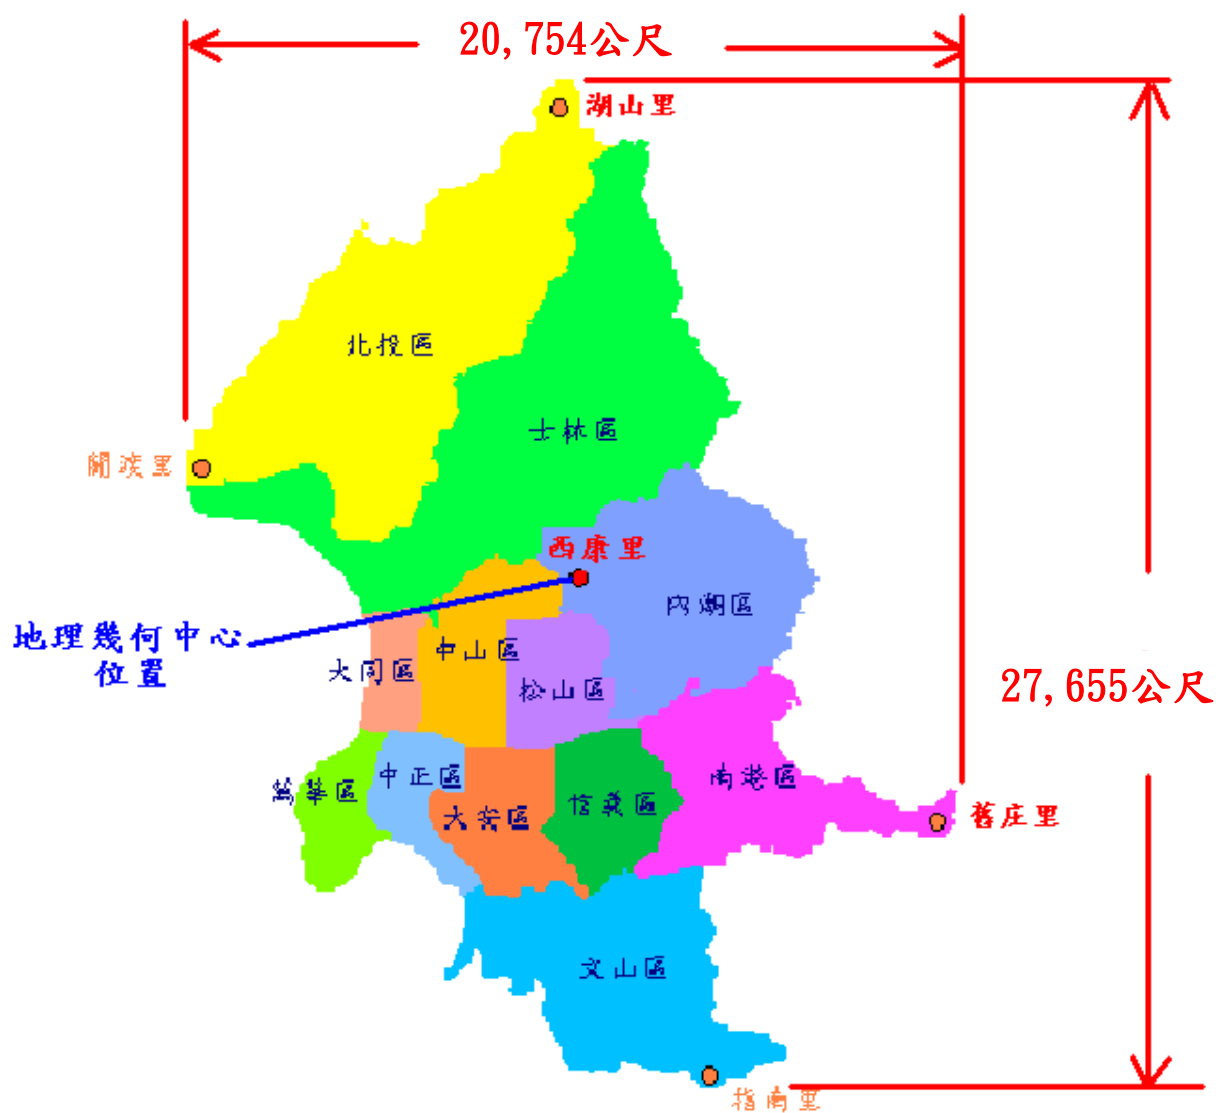 20,754公尺
湖山里
北投區
士林區
關渡里
西康里
內湖區
地理幾何中心
位置
中山區
大同區
松山區
27,655公尺
萬華區
中正區
大安區
信義區
南港區
舊庄里
文山區
指南里